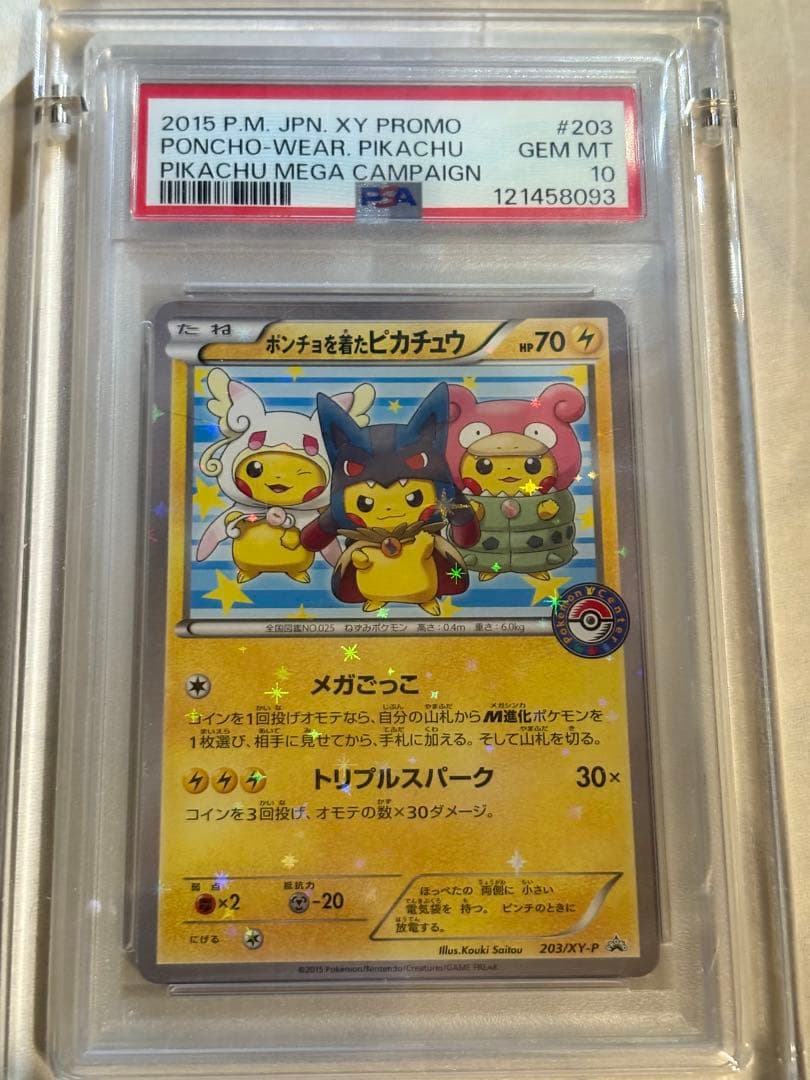 2015 P.M. JPN. XY PROMO #203
PONCHO-WEAR. PIKACHU GEM MT
PIKACHU MEGA CAMPAIGN 10
PSA 121458093
たね ポンチョを着たピカチュウ HP70
Pokémon Center
全国図鑑NO.025 ねずみポケモン 高さ:0.4m 重さ:6.0kg
メガごっこ
コインを1回投げオモテなら、自分の山札からM進化ポケモンを
1枚選び、相手に見せてから、手札に加える。そして山札を切る。
トリプルスパーク 30×
コインを3回投げ、オモテの数×30ダメージ。
弱点 抵抗力
×2 -20
にげる
ほっぺたの 両側に 小さい
電気袋を 持つ。 ピンチのときに
放電する。
Illus.Kouki Saitou 203/XY-P
©2015 Pokémon/Nintendo/Creatures/GAME FREAK